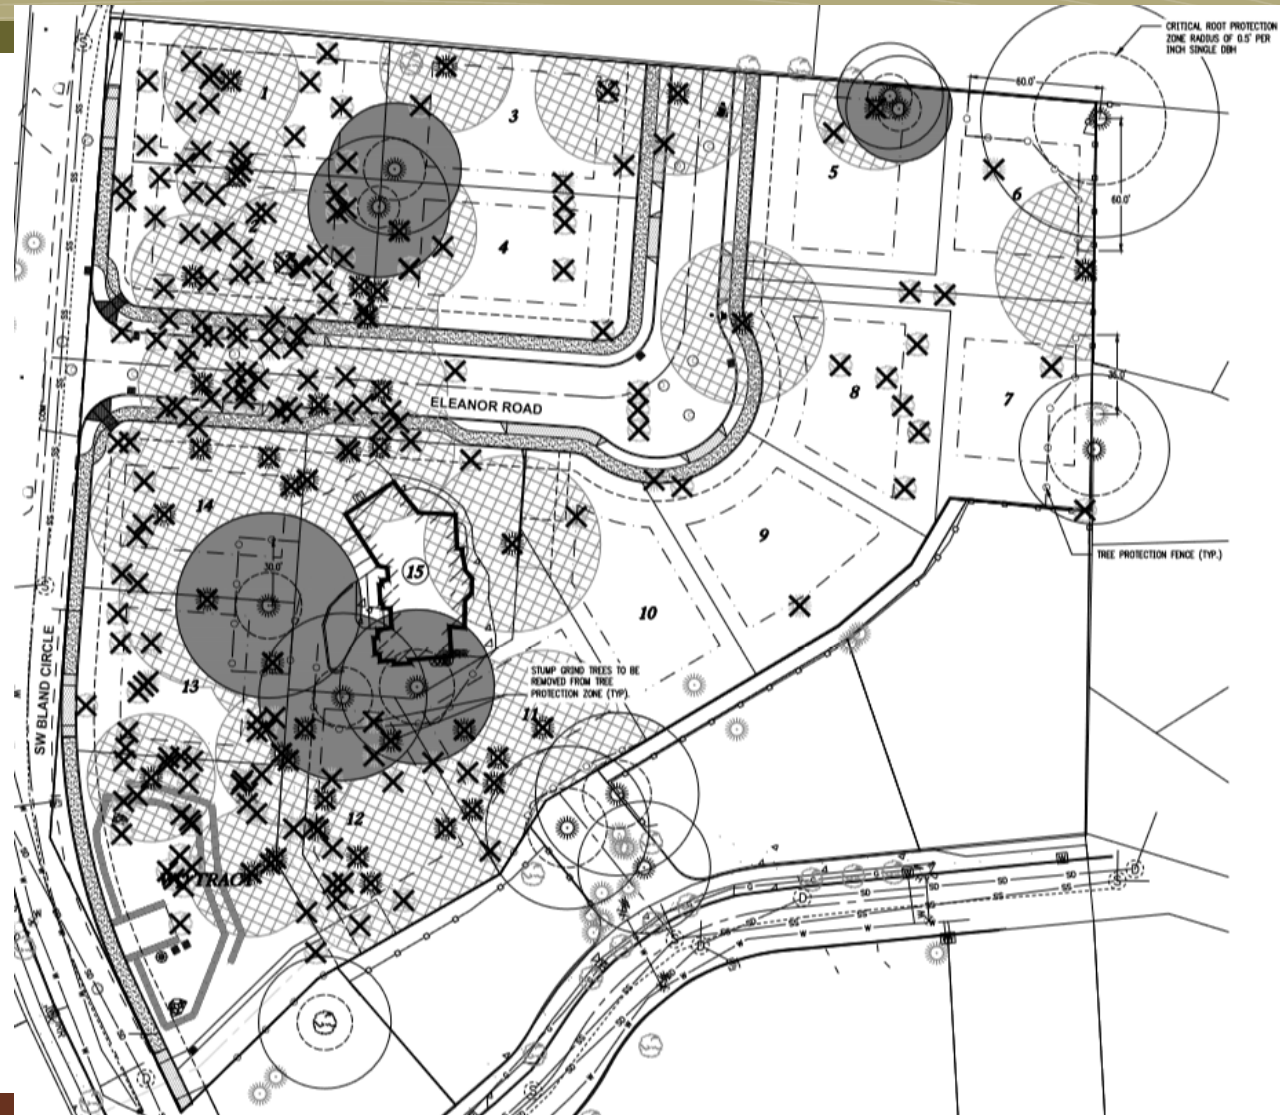 CRITICAL ROOT PROTECTION
ZONE RADIUS OF 0.5' PER
INCH SINGLE DBH
60.0'
1
3
5
6
60.0'
4
2
ELEANOR ROAD
8
7
14
9
TREE PROTECTION FENCE (TYP.)
30.0'
15
10
SW BLAND CIRCLE
STUMP GRIND TREES TO BE
REMOVED FROM TREE
PROTECTION ZONE (TYP).
13
11
12
TRACT